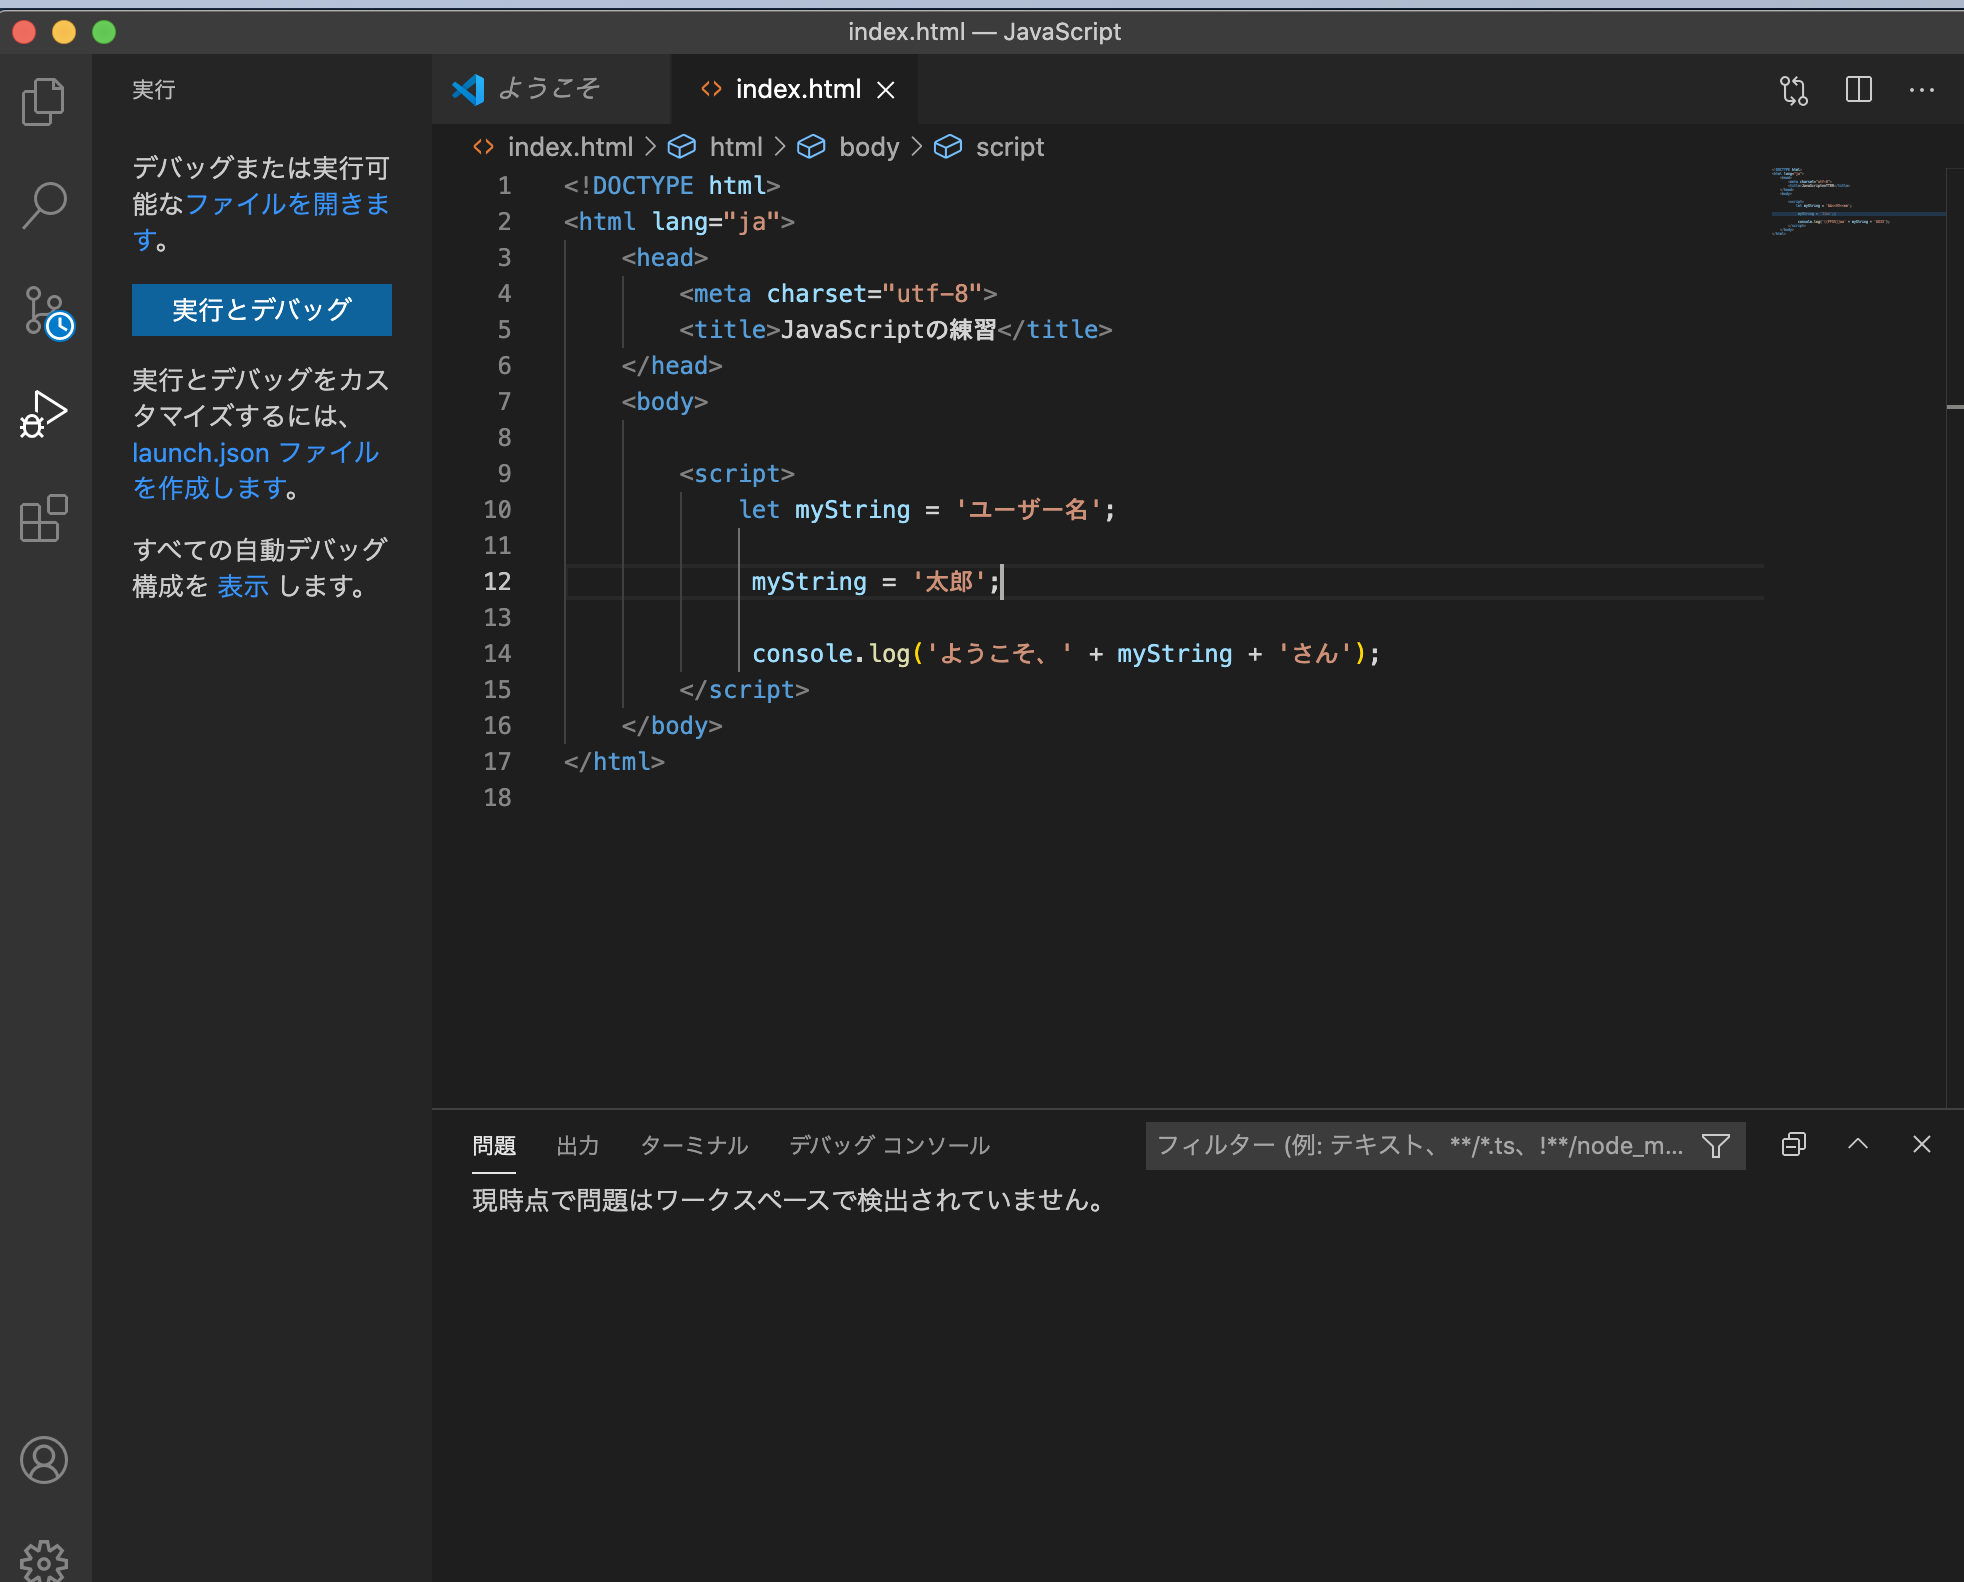 index.html — JavaScript
実行
ようこそ
index.html
デバッグまたは実行可
能なファイルを開きま
す。
実行とデバッグ
実行とデバッグをカス
タマイズするには、
launch.json ファイル
を作成します。
すべての自動デバッグ
構成を 表示 します。
index.html > html > body > script
1 <!DOCTYPE html>
2 <html lang="ja">
3 <head>
4 <meta charset="utf-8">
5 <title>JavaScriptの練習</title>
6 </head>
7 <body>
8
9 <script>
10 let myString = 'ユーザー名';
11
12 myString = '太郎';
13
14 console.log('ようこそ、' + myString + 'さん');
15 </script>
16 </body>
17 </html>
18
問題 出力 ターミナル デバッグ コンソール フィルター (例: テキスト、**/*.ts、!**/node_m...
現時点で問題はワークスペースで検出されていません。